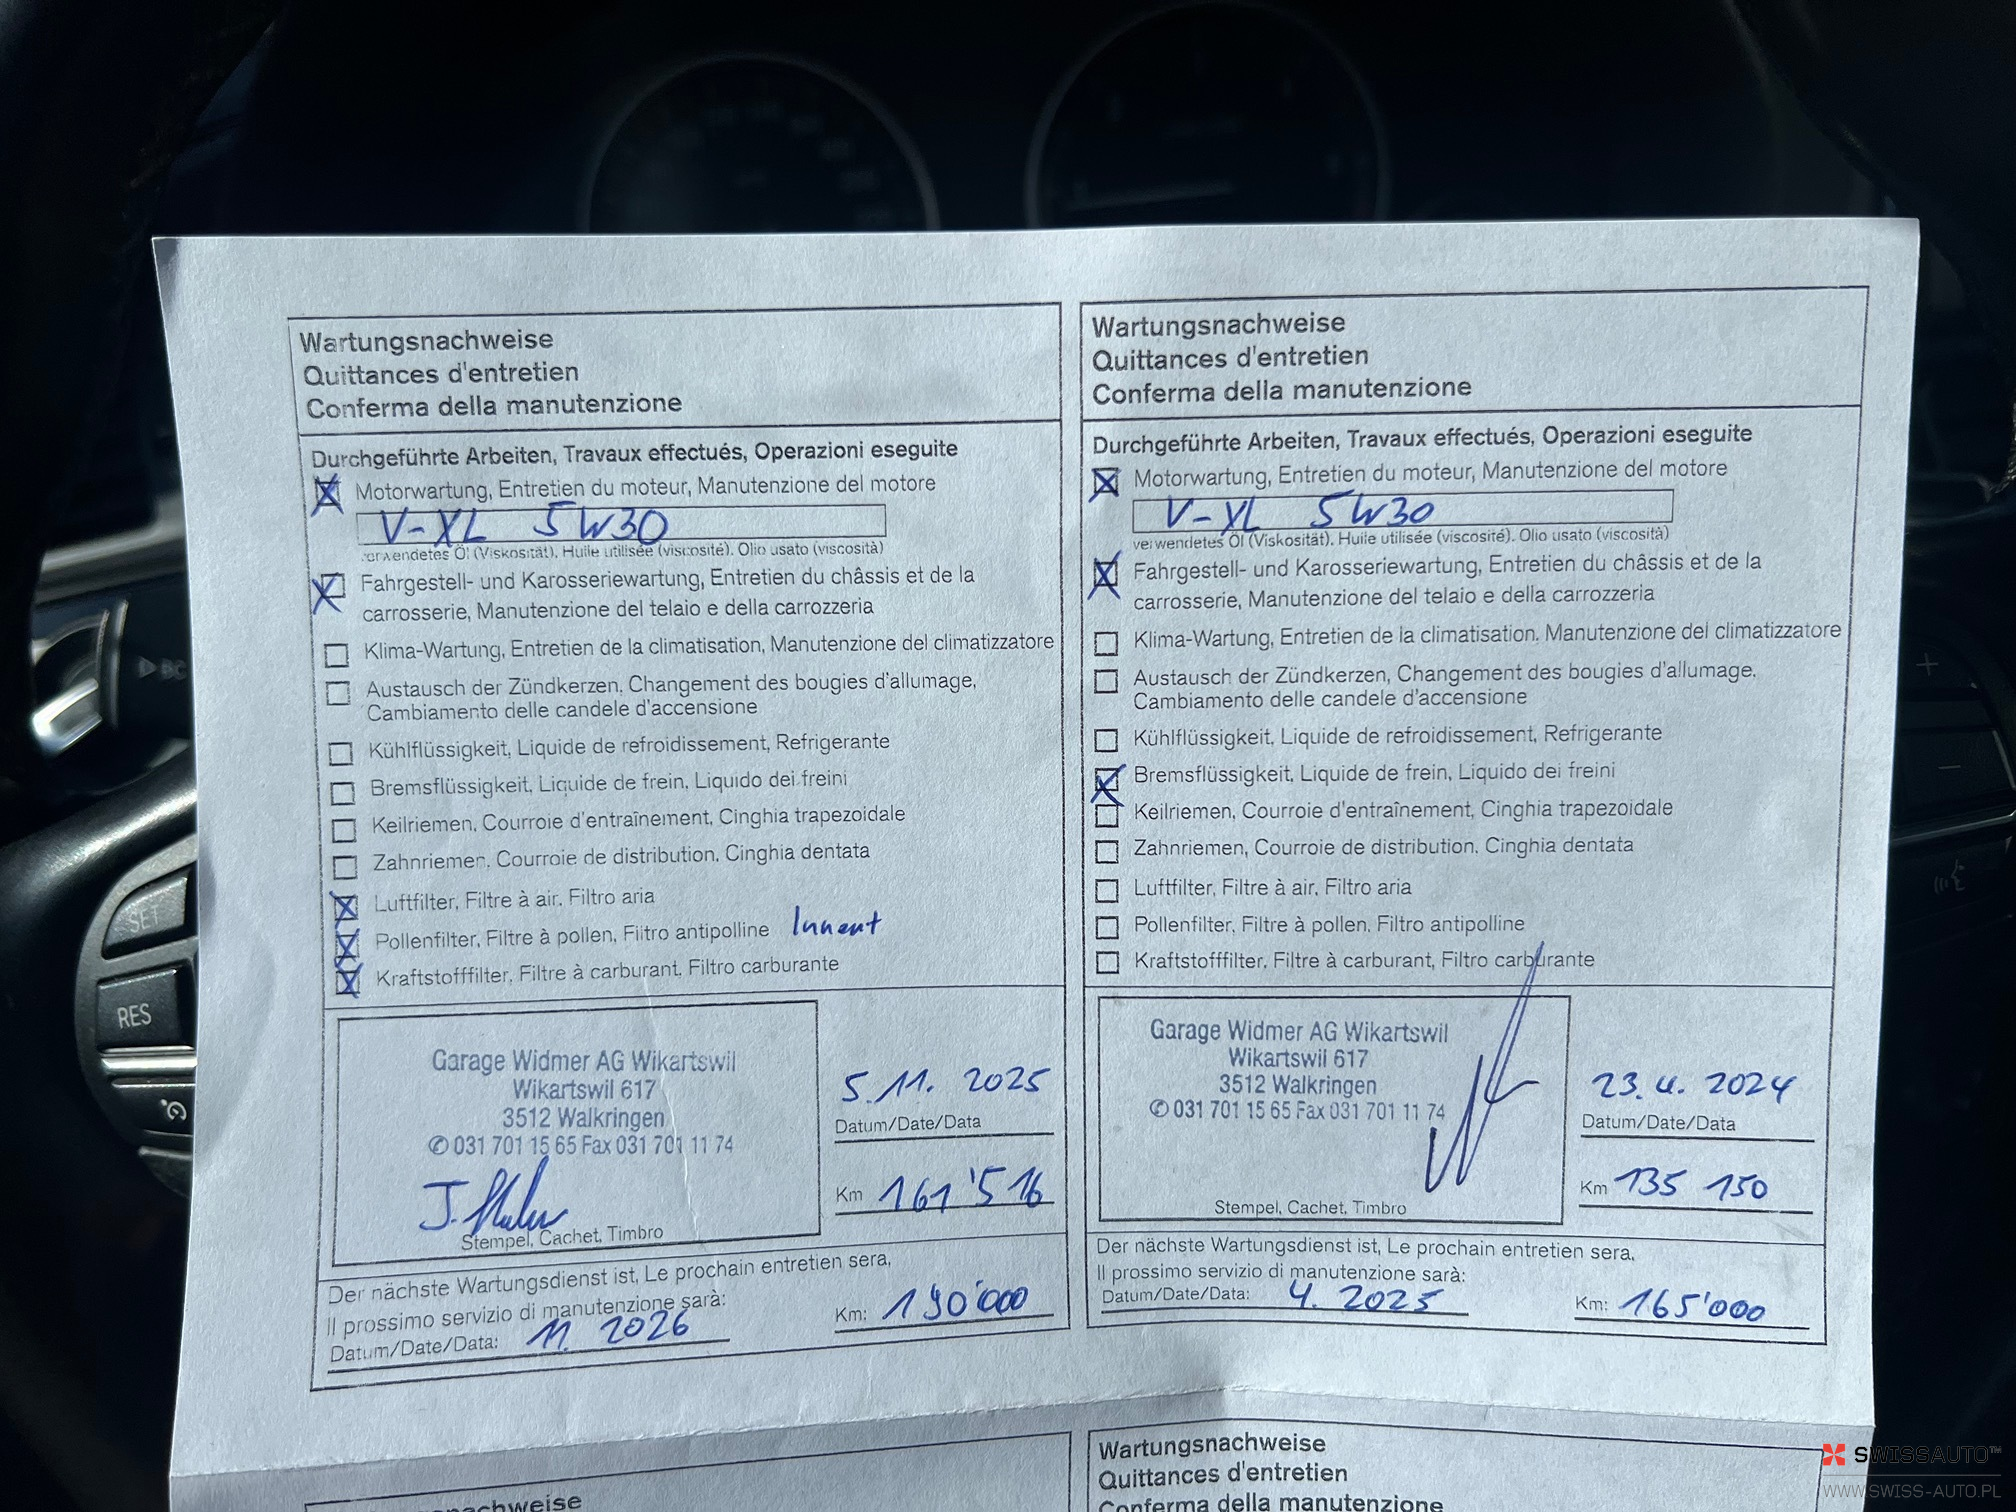 Wartungsnachweise
Quittances d'entretien
Conferma della manutenzione
Durchgeführte Arbeiten, Travaux effectués, Operazioni eseguite
Motorwartung, Entretien du moteur, Manutenzione del motore
V-XL 5W30
verwendetes Öl (Viskosität), Huile utilisée (viscosité), Olio usato (viscosità)
Fahrgestell- und Karosseriewartung, Entretien du châssis et de la
carrosserie, Manutenzione del telaio e della carrozzeria
Klima-Wartung, Entretien de la climatisation, Manutenzione del climatizzatore
Austausch der Zündkerzen, Changement des bougies d'allumage,
Cambiamento delle candele d'accensione
Kühlflüssigkeit, Liquide de refroidissement, Refrigerante
Bremsflüssigkeit, Liquide de frein, Liquido dei freini
Keilriemen, Courroie d'entraînement, Cinghia trapezoidale
Zahnriemen, Courroie de distribution, Cinghia dentata
Luftfilter, Filtre à air, Filtro aria
Pollenfilter, Filtre à pollen, Filtro antipolline
Kraftstofffilter, Filtre à carburant, Filtro carburante
Garage Widmer AG Wikartswil
Wikartswil 617
3512 Walkringen
✆ 031 701 15 65 Fax 031 701 11 74
Stempel, Cachet, Timbro
5.11.2025
Datum/Date/Data
Km 161'516
Der nächste Wartungsdienst ist, Le prochain entretien sera,
Il prossimo servizio di manutenzione sarà:
Datum/Date/Data: 11.2026
Km: 190'000
Wartungsnachweise
Quittances d'entretien
Conferma della manutenzione
Durchgeführte Arbeiten, Travaux effectués, Operazioni eseguite
Motorwartung, Entretien du moteur, Manutenzione del motore
V-XL 5W30
verwendetes Öl (Viskosität), Huile utilisée (viscosité), Olio usato (viscosità)
Fahrgestell- und Karosseriewartung, Entretien du châssis et de la
carrosserie, Manutenzione del telaio e della carrozzeria
Klima-Wartung, Entretien de la climatisation, Manutenzione del climatizzatore
Austausch der Zündkerzen, Changement des bougies d'allumage,
Cambiamento delle candele d'accensione
Kühlflüssigkeit, Liquide de refroidissement, Refrigerante
Bremsflüssigkeit, Liquide de frein, Liquido dei freini
Keilriemen, Courroie d'entraînement, Cinghia trapezoidale
Zahnriemen, Courroie de distribution, Cinghia dentata
Luftfilter, Filtre à air, Filtro aria
Pollenfilter, Filtre à pollen, Filtro antipolline
Kraftstofffilter, Filtre à carburant, Filtro carburante
Garage Widmer AG Wikartswil
Wikartswil 617
3512 Walkringen
✆ 031 701 15 65 Fax 031 701 11 74
Stempel, Cachet, Timbro
23.4.2024
Datum/Date/Data
Km 135 150
Der nächste Wartungsdienst ist, Le prochain entretien sera,
Il prossimo servizio di manutenzione sarà:
Datum/Date/Data: 4.2025
Km: 165'000
Wartungsnachweise
Wartungsnachweise
Quittances d'entretien
Conferma della manutenzione
SET
RES
BC
SWISSAUTO™
WWW.SWISS-AUTO.PL